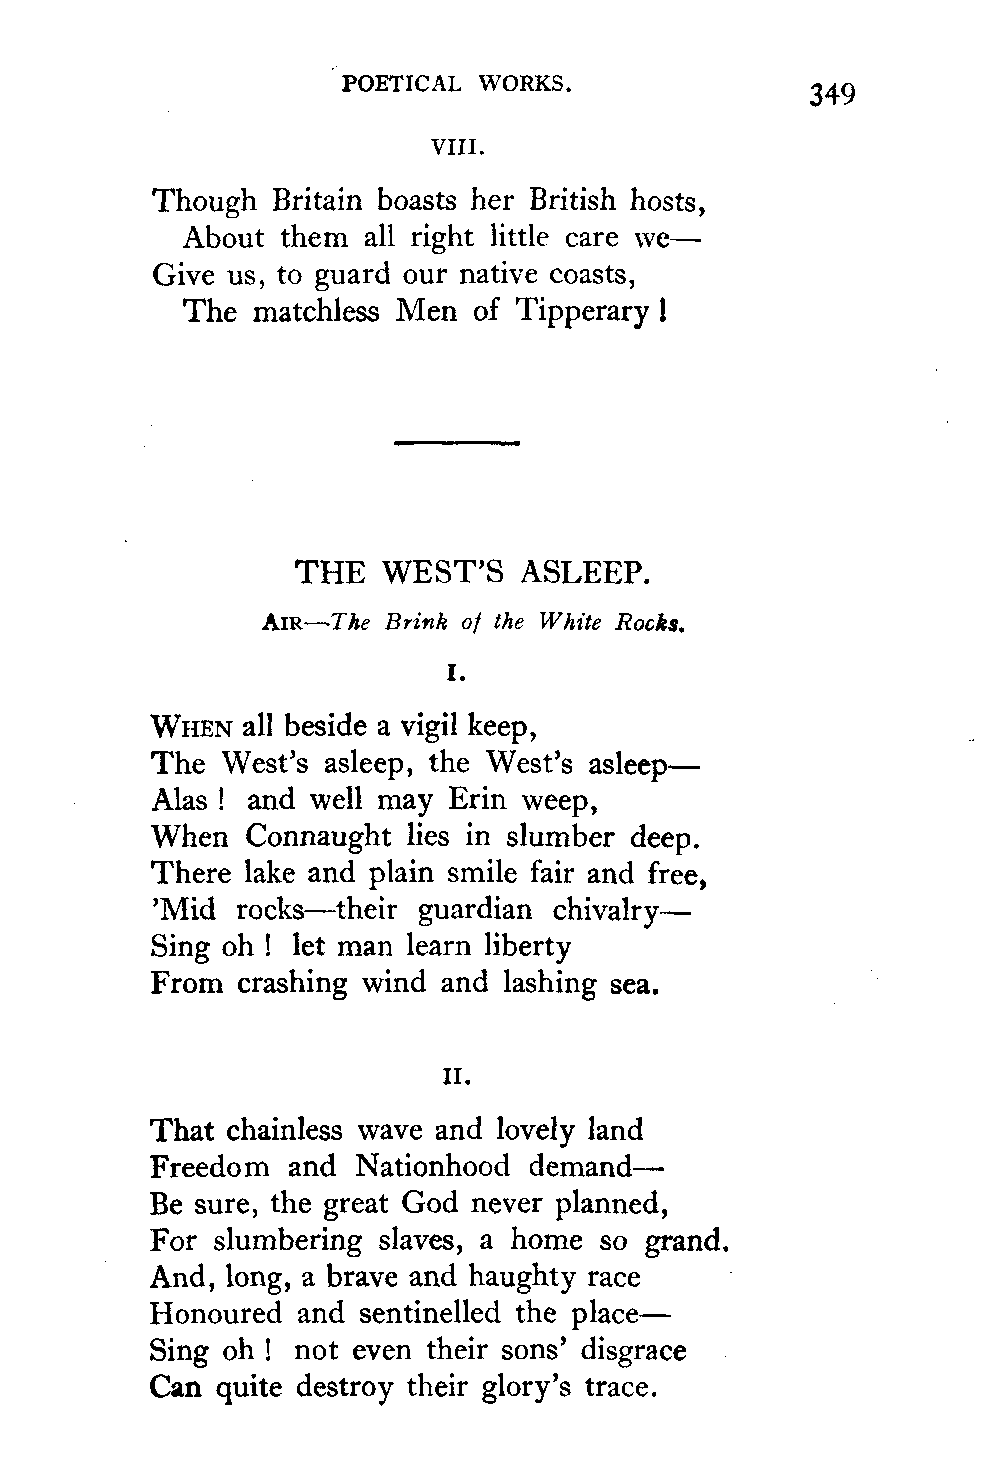 POETICAL WORKS. 349
VIII.
Though Britain boasts her British hosts,
About them all right little care we—
Give us, to guard our native coasts,
The matchless Men of Tipperary !
THE WEST'S ASLEEP.
AIR—The Brink of the White Rocks.
I.
WHEN all beside a vigil keep,
The West's asleep, the West's asleep—
Alas ! and well may Erin weep,
When Connaught lies in slumber deep.
There lake and plain smile fair and free,
'Mid rocks—their guardian chivalry—
Sing oh ! let man learn liberty
From crashing wind and lashing sea.
II.
That chainless wave and lovely land
Freedom and Nationhood demand—
Be sure, the great God never planned,
For slumbering slaves, a home so grand.
And, long, a brave and haughty race
Honoured and sentinelled the place—
Sing oh ! not even their sons' disgrace
Can quite destroy their glory's trace.